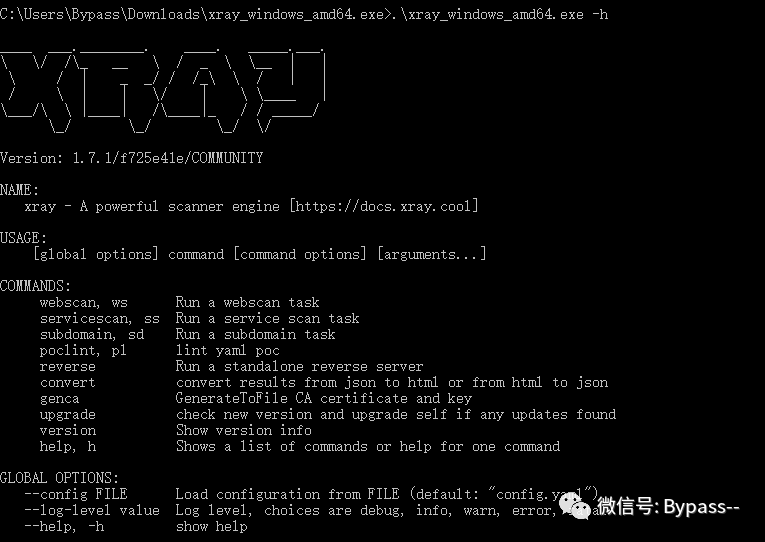 C:\Users\Bypass\Downloads\xray_windows_amd64.exe>.\xray_windows_amd64.exe -h
XRAY
Version: 1.7.1/f725e41e/COMMUNITY
NAME:
xray - A powerful scanner engine [https://docs.xray.cool]
USAGE:
[global options] command [command options] [arguments...]
COMMANDS:
webscan, ws Run a webscan task
servicescan, ss Run a service scan task
subdomain, sd Run a subdomain task
poclint, pl lint yaml poc
reverse Run a standalone reverse server
convert convert results from json to html or from html to json
genca GenerateToFile CA certificate and key
upgrade check new version and upgrade self if any updates found
version Show version info
help, h Shows a list of commands or help for one command
GLOBAL OPTIONS:
--config FILE Load configuration from FILE (default: "config.yaml")
--log-level value Log level, choices are debug, info, warn, error,
--help, -h show help
微信号: Bypass--